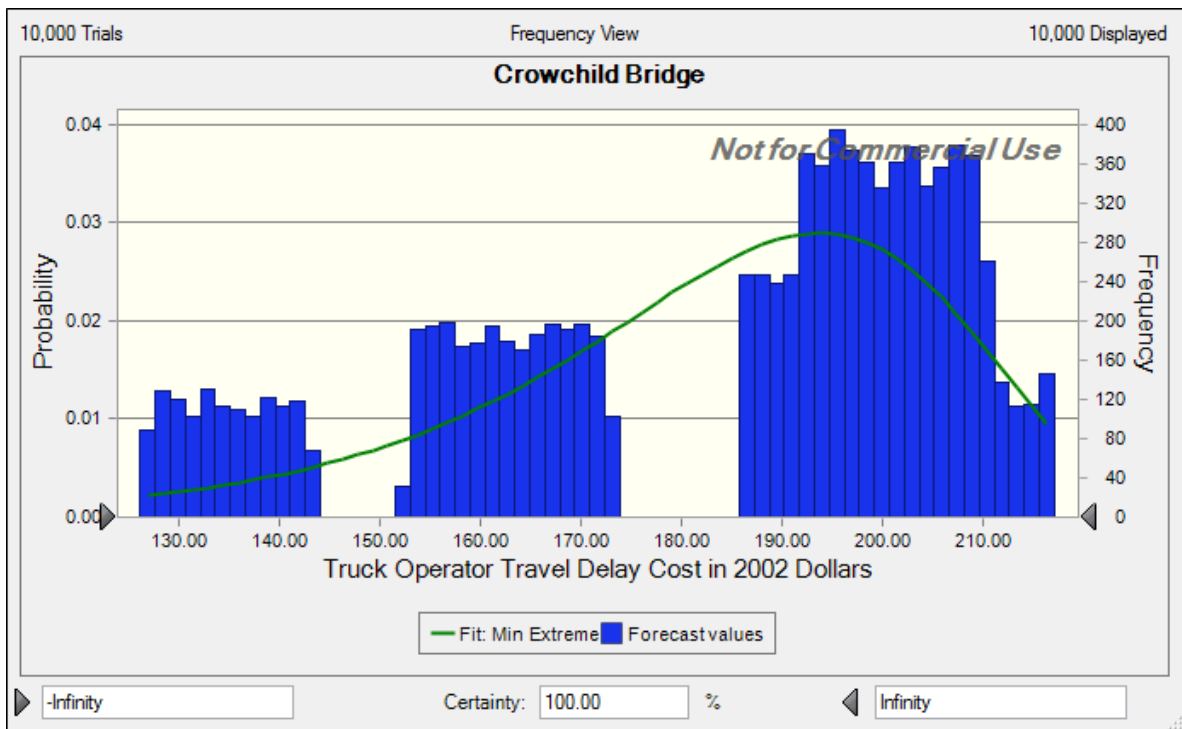 10,000 Trials Frequency View 10,000 Displayed
Crowchild Bridge
Not for Commercial Use
0.04 400
360
0.03 320
280
240
0.02 200
160
0.01 120
80
40
0.00 0
Probability
Frequency
130.00 140.00 150.00 160.00 170.00 180.00 190.00 200.00 210.00
Truck Operator Travel Delay Cost in 2002 Dollars
Fit: Min Extreme Forecast values
-Infinity Certainty: 100.00 % Infinity